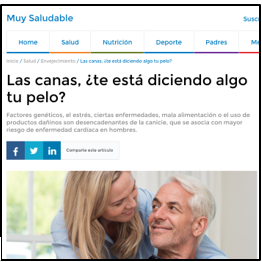 Muy Saludable
Suscr
Home Salud Nutrición Deporte Padres M
Inicio / Salud / Envejecimiento / Las canas, ¿te está diciendo algo tu pelo?
Las canas, ¿te está diciendo algo
tu pelo?
Factores genéticos, el estrés, ciertas enfermedades, mala alimentación o el uso de
productos dañinos son desencadenantes de la canicie, que se asocia con mayor
riesgo de enfermedad cardiaca en hombres.
f in Comparte este artículo